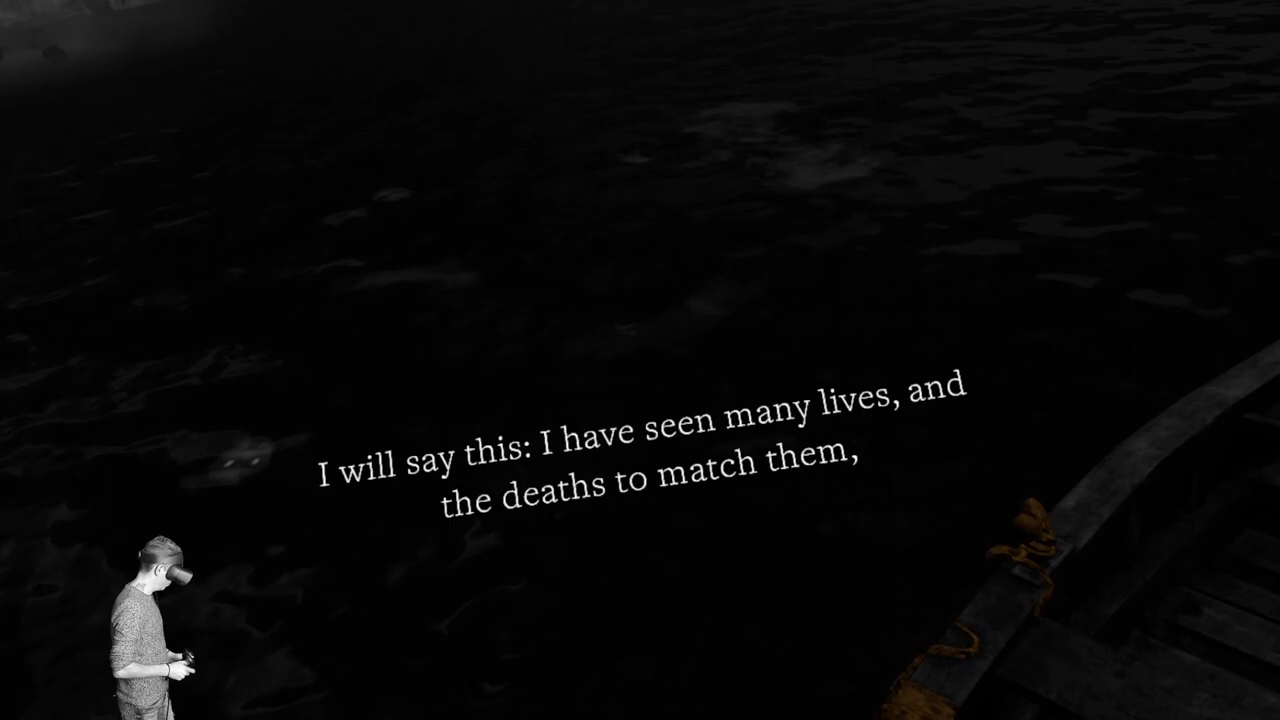 I will say this: I have seen many lives, and
the deaths to match them,